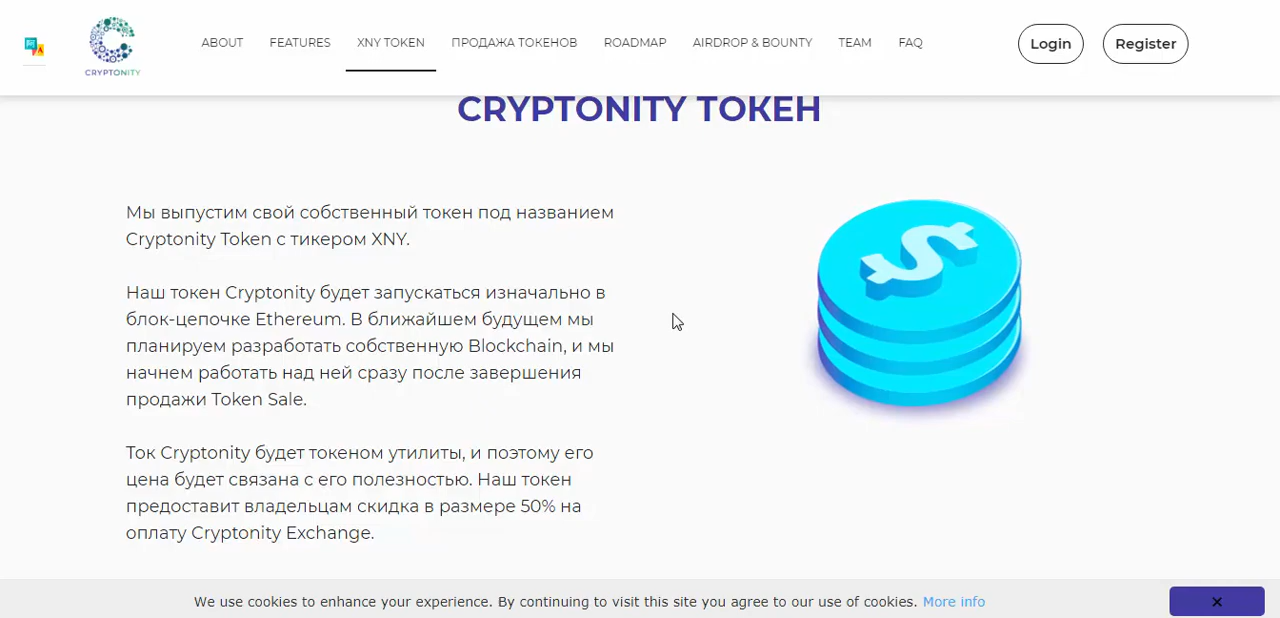 CRYPTONITY
ABOUT
FEATURES
XNY TOKEN
ПРОДАЖА ТОКЕНОВ
ROADMAP
AIRDROP & BOUNTY
TEAM
FAQ
Login
Register
CRYPTONITY ТОКЕН
Мы выпустим свой собственный токен под названием
Cryptonity Token с тикером XNY.
Наш токен Cryptonity будет запускаться изначально в
блок-цепочке Ethereum. В ближайшем будущем мы
планируем разработать собственную Blockchain, и мы
начнем работать над ней сразу после завершения
продажи Token Sale.
Ток Cryptonity будет токеном утилиты, и поэтому его
цена будет связана с его полезностью. Наш токен
предоставит владельцам скидка в размере 50% на
оплату Cryptonity Exchange.
We use cookies to enhance your experience. By continuing to visit this site you agree to our use of cookies. More info